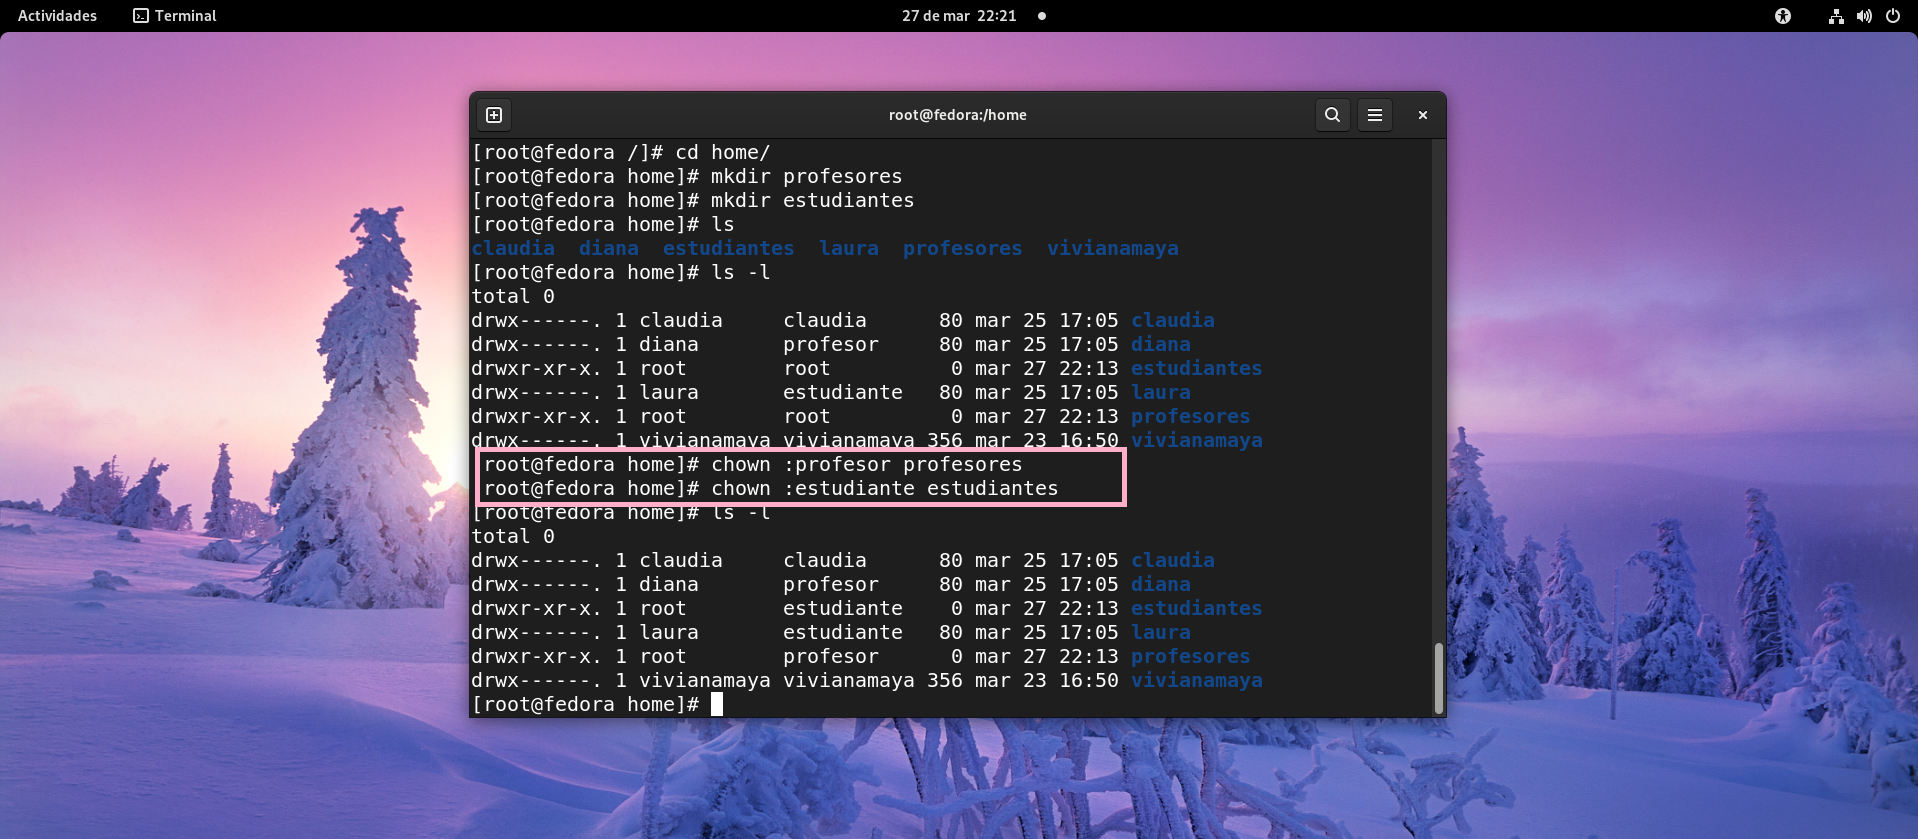 Actividades Terminal 27 de mar 22:21
root@fedora:/home
[root@fedora /]# cd home/
[root@fedora home]# mkdir profesores
[root@fedora home]# mkdir estudiantes
[root@fedora home]# ls
claudia diana estudiantes laura profesores vivianamaya
[root@fedora home]# ls -l
total 0
drwx------. 1 claudia claudia 80 mar 25 17:05 claudia
drwx------. 1 diana profesor 80 mar 25 17:05 diana
drwxr-xr-x. 1 root root 0 mar 27 22:13 estudiantes
drwx------. 1 laura estudiante 80 mar 25 17:05 laura
drwxr-xr-x. 1 root root 0 mar 27 22:13 profesores
drwx------. 1 vivianamaya vivianamaya 356 mar 23 16:50 vivianamaya
root@fedora home]# chown :profesor profesores
root@fedora home]# chown :estudiante estudiantes
[root@fedora home]# ls -l
total 0
drwx------. 1 claudia claudia 80 mar 25 17:05 claudia
drwx------. 1 diana profesor 80 mar 25 17:05 diana
drwxr-xr-x. 1 root estudiante 0 mar 27 22:13 estudiantes
drwx------. 1 laura estudiante 80 mar 25 17:05 laura
drwxr-xr-x. 1 root profesor 0 mar 27 22:13 profesores
drwx------. 1 vivianamaya vivianamaya 356 mar 23 16:50 vivianamaya
[root@fedora home]#